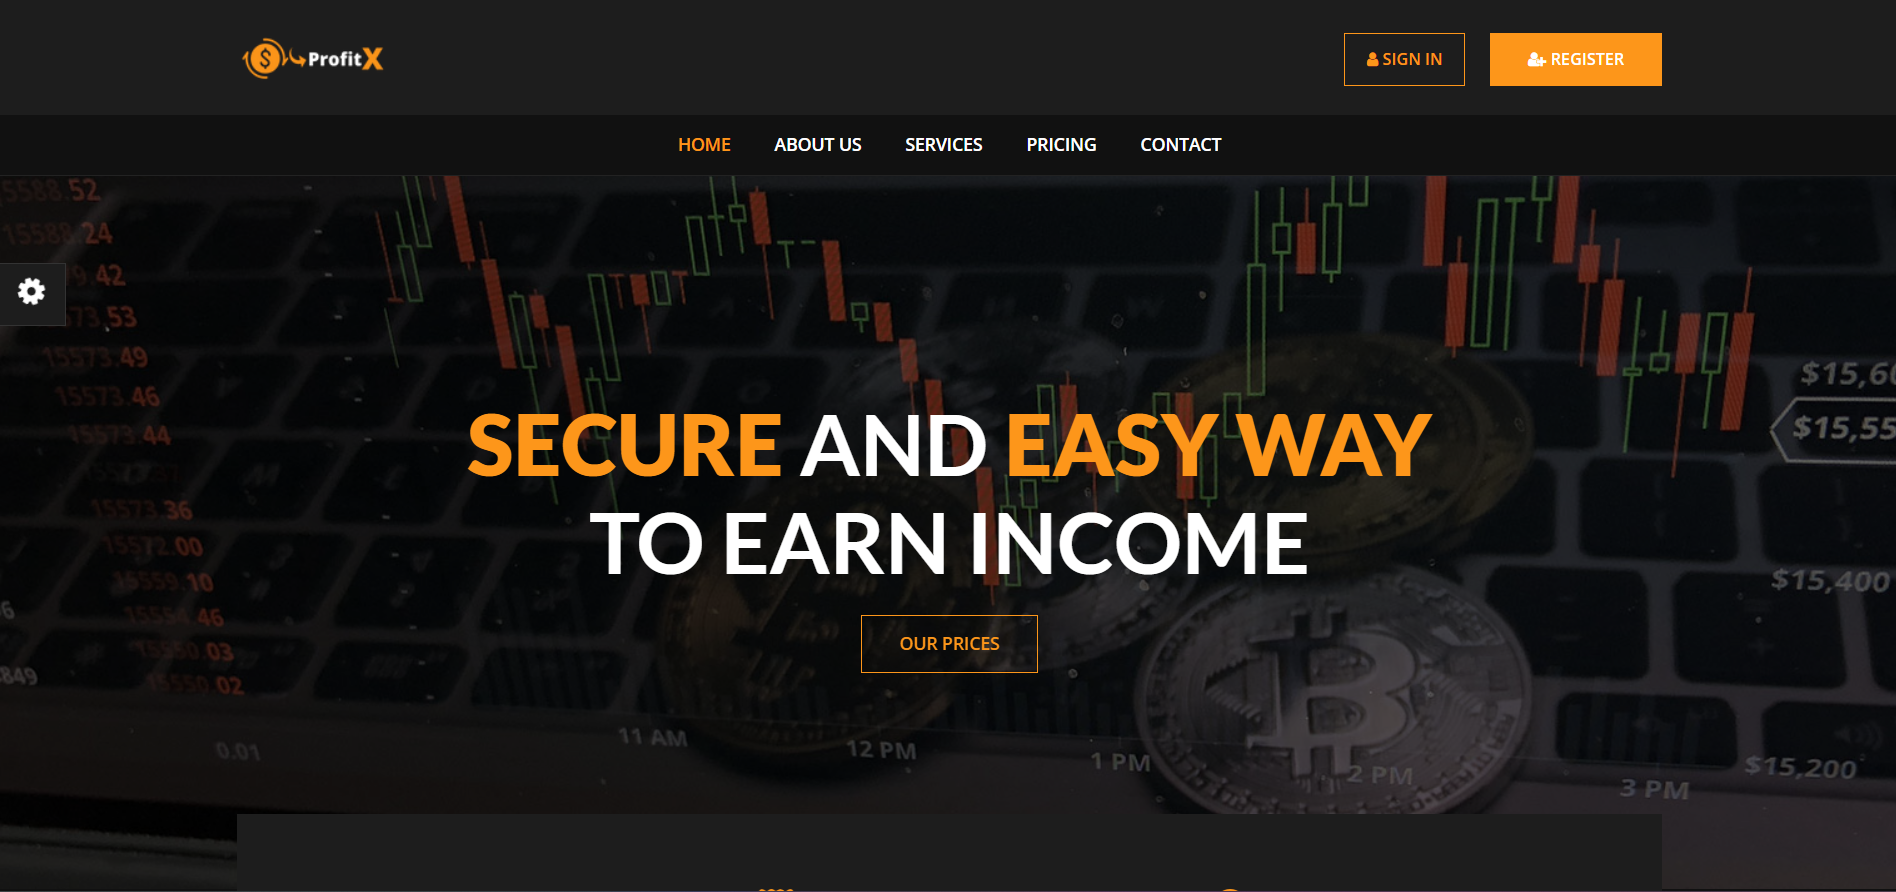 ProfitX
SIGN IN
REGISTER
HOME
ABOUT US
SERVICES
PRICING
CONTACT
15588.52
15588.24
9.42
73.53
15573.49
15573.46
15573.44
15573.36
15572.00
15559.10
15554.46
15550.03
15550.02
849
$15,60
$15,55
$15,400
$15,200
SECURE AND EASY WAY
TO EARN INCOME
OUR PRICES
0.01
11 AM
12 PM
1 PM
2 PM
3 PM